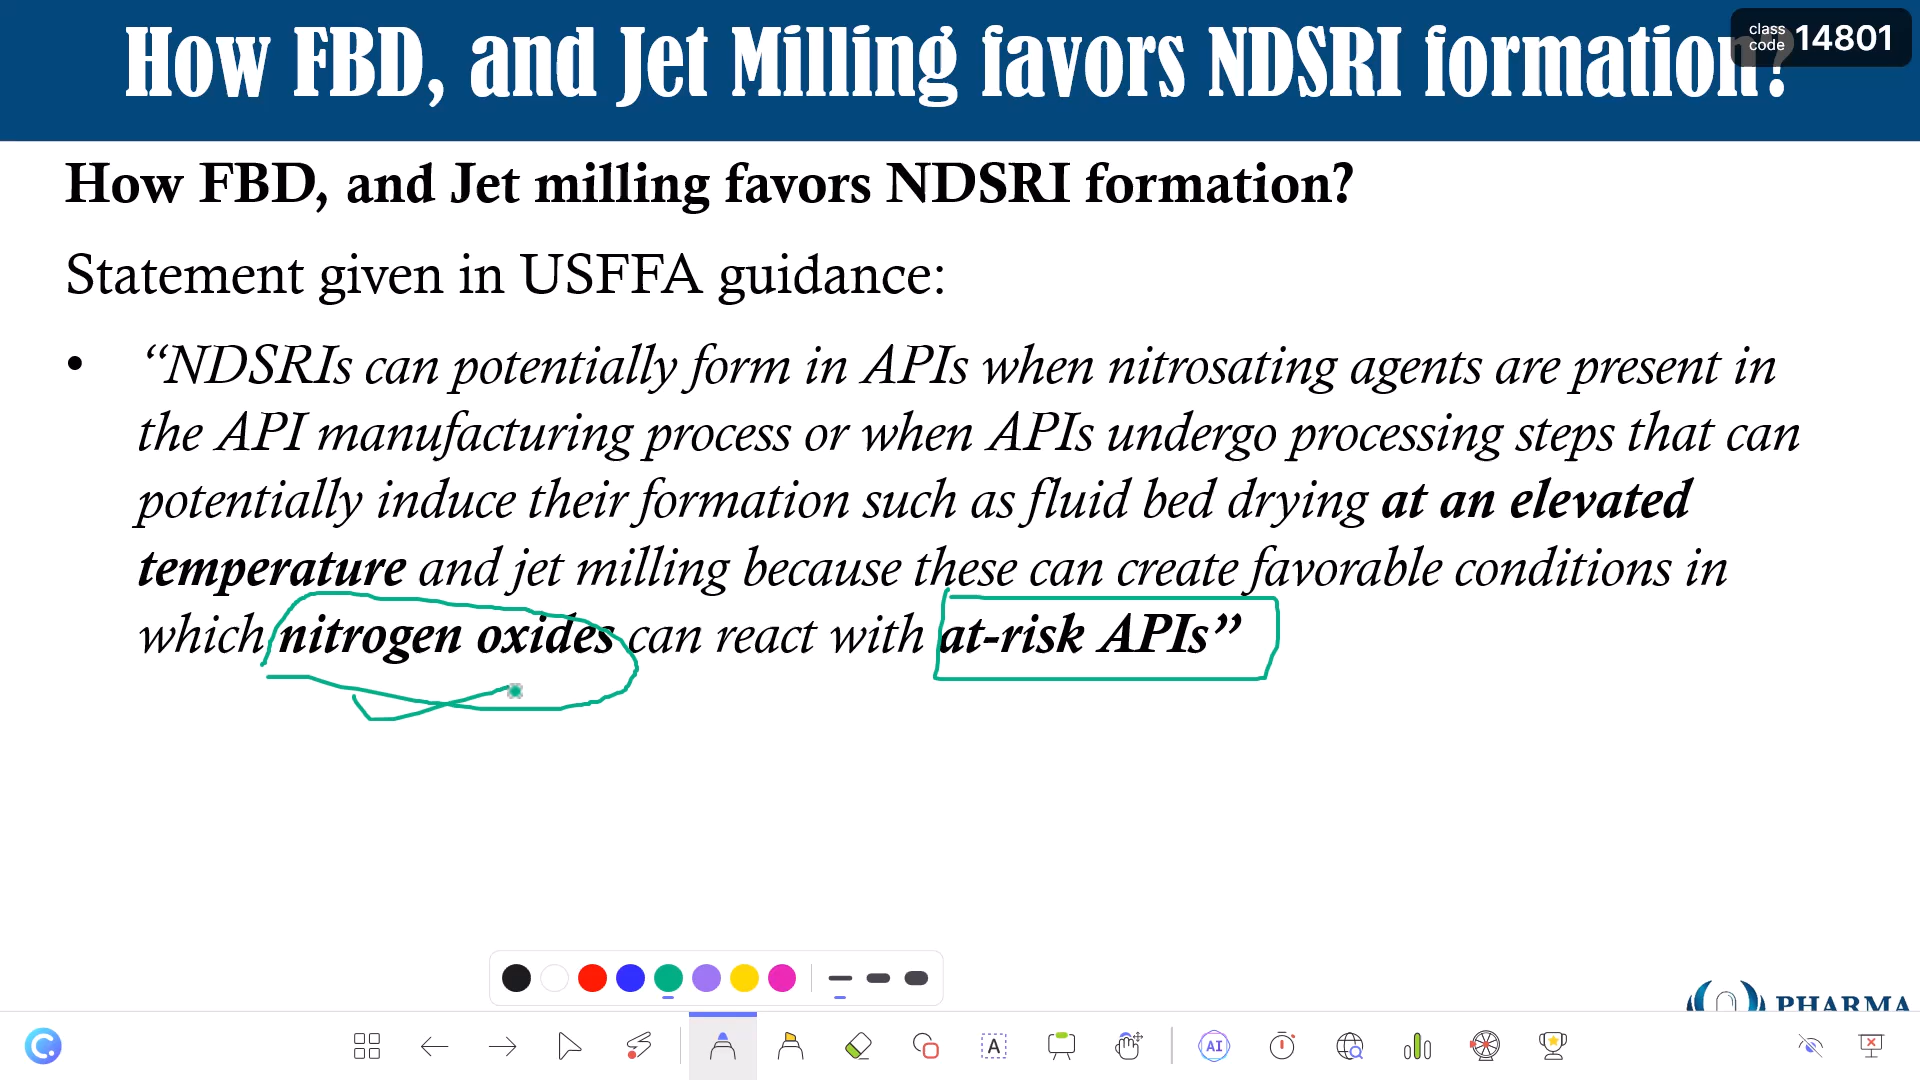 How FBD, and Jet Milling favors NDSRI formation?
class code 14801
How FBD, and Jet milling favors NDSRI formation?
Statement given in USFFA guidance:
• “NDSRIs can potentially form in APIs when nitrosating agents are present in
the API manufacturing process or when APIs undergo processing steps that can
potentially induce their formation such as fluid bed drying at an elevated
temperature and jet milling because these can create favorable conditions in
which nitrogen oxides can react with at-risk APIs”
PHARMA
A
AI